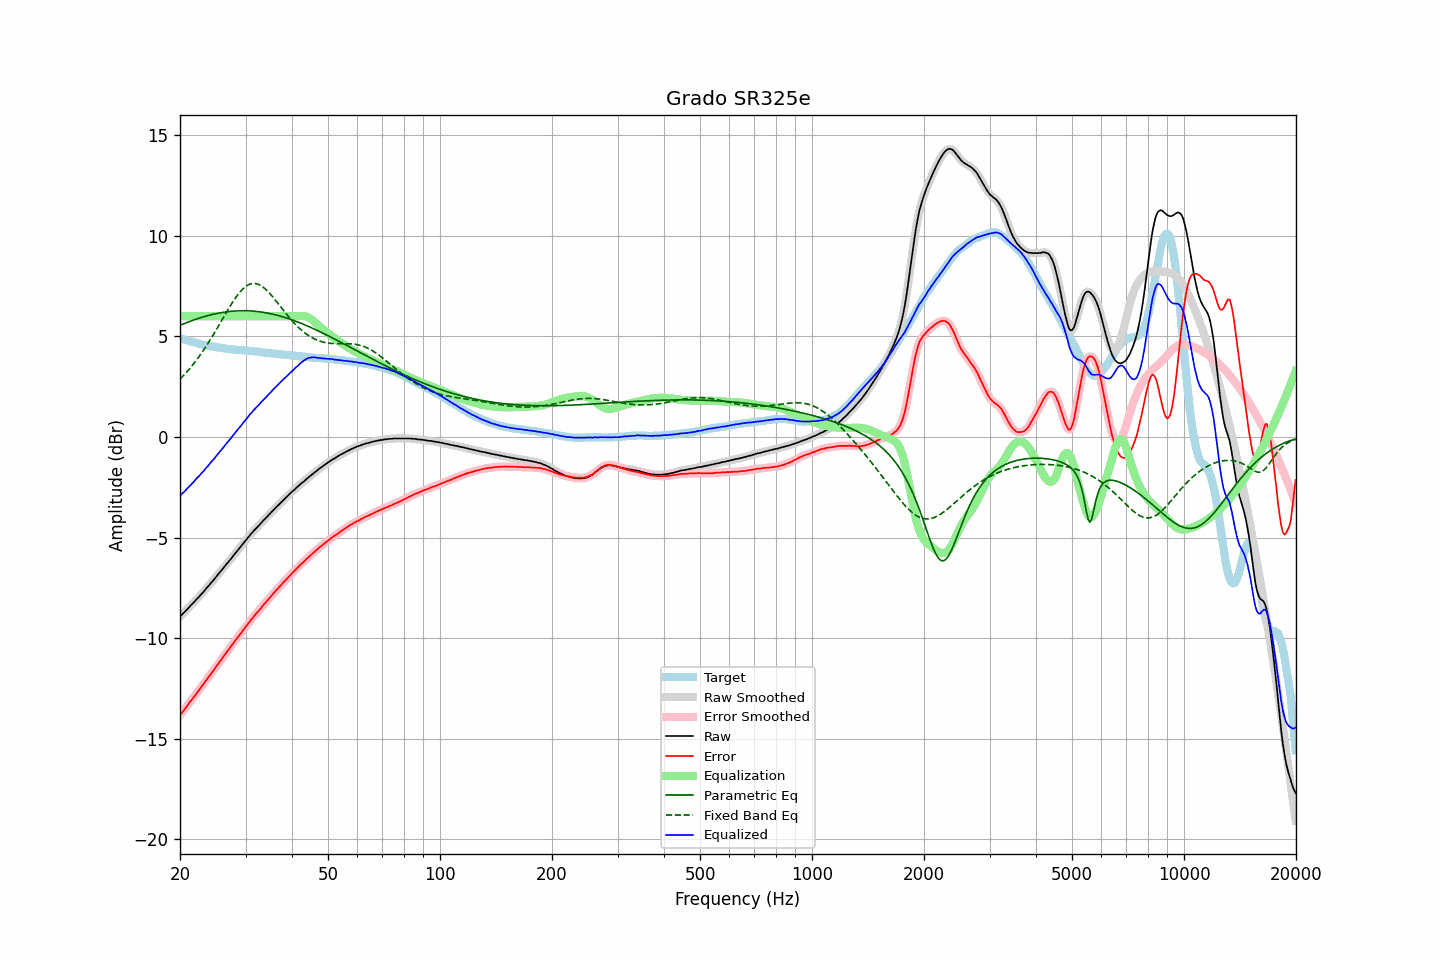 Grado SR325e
15
10
5
0
−5
−10
−15
−20
Amplitude (dBr)
Target
Raw Smoothed
Error Smoothed
Raw
Error
Equalization
Parametric Eq
Fixed Band Eq
Equalized
20 50 100 200 500 1000 2000 5000 10000 20000
Frequency (Hz)